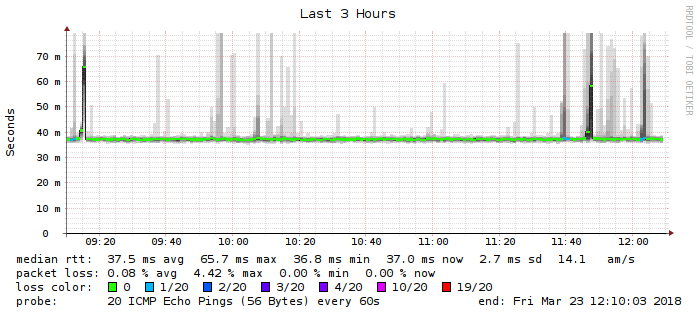 Last 3 Hours
RRDTOOL / TOBI OETIKER
Seconds
70 m
60 m
50 m
40 m
30 m
20 m
10 m
0
09:20 09:40 10:00 10:20 10:40 11:00 11:20 11:40 12:00
median rtt: 37.5 ms avg 65.7 ms max 36.8 ms min 37.0 ms now 2.7 ms sd 14.1 am/s
packet loss: 0.08 % avg 4.42 % max 0.00 % min 0.00 % now
loss color: 0 1/20 2/20 3/20 4/20 10/20 19/20
probe: 20 ICMP Echo Pings (56 Bytes) every 60s end: Fri Mar 23 12:10:03 2018